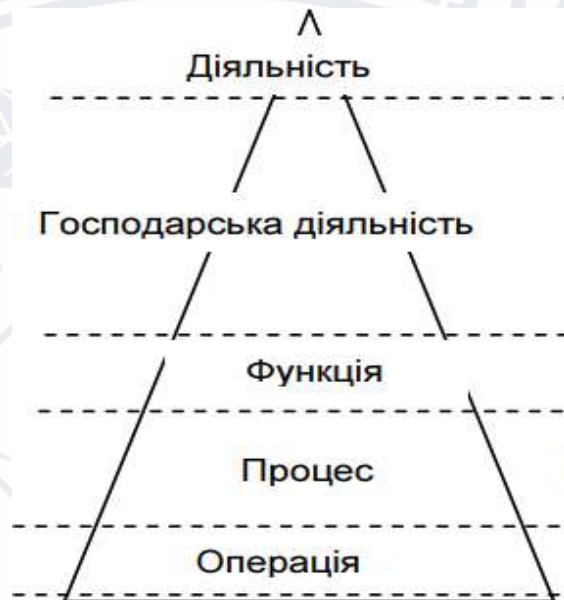 Діяльність
Господарська діяльність
Функція
Процес
Операція